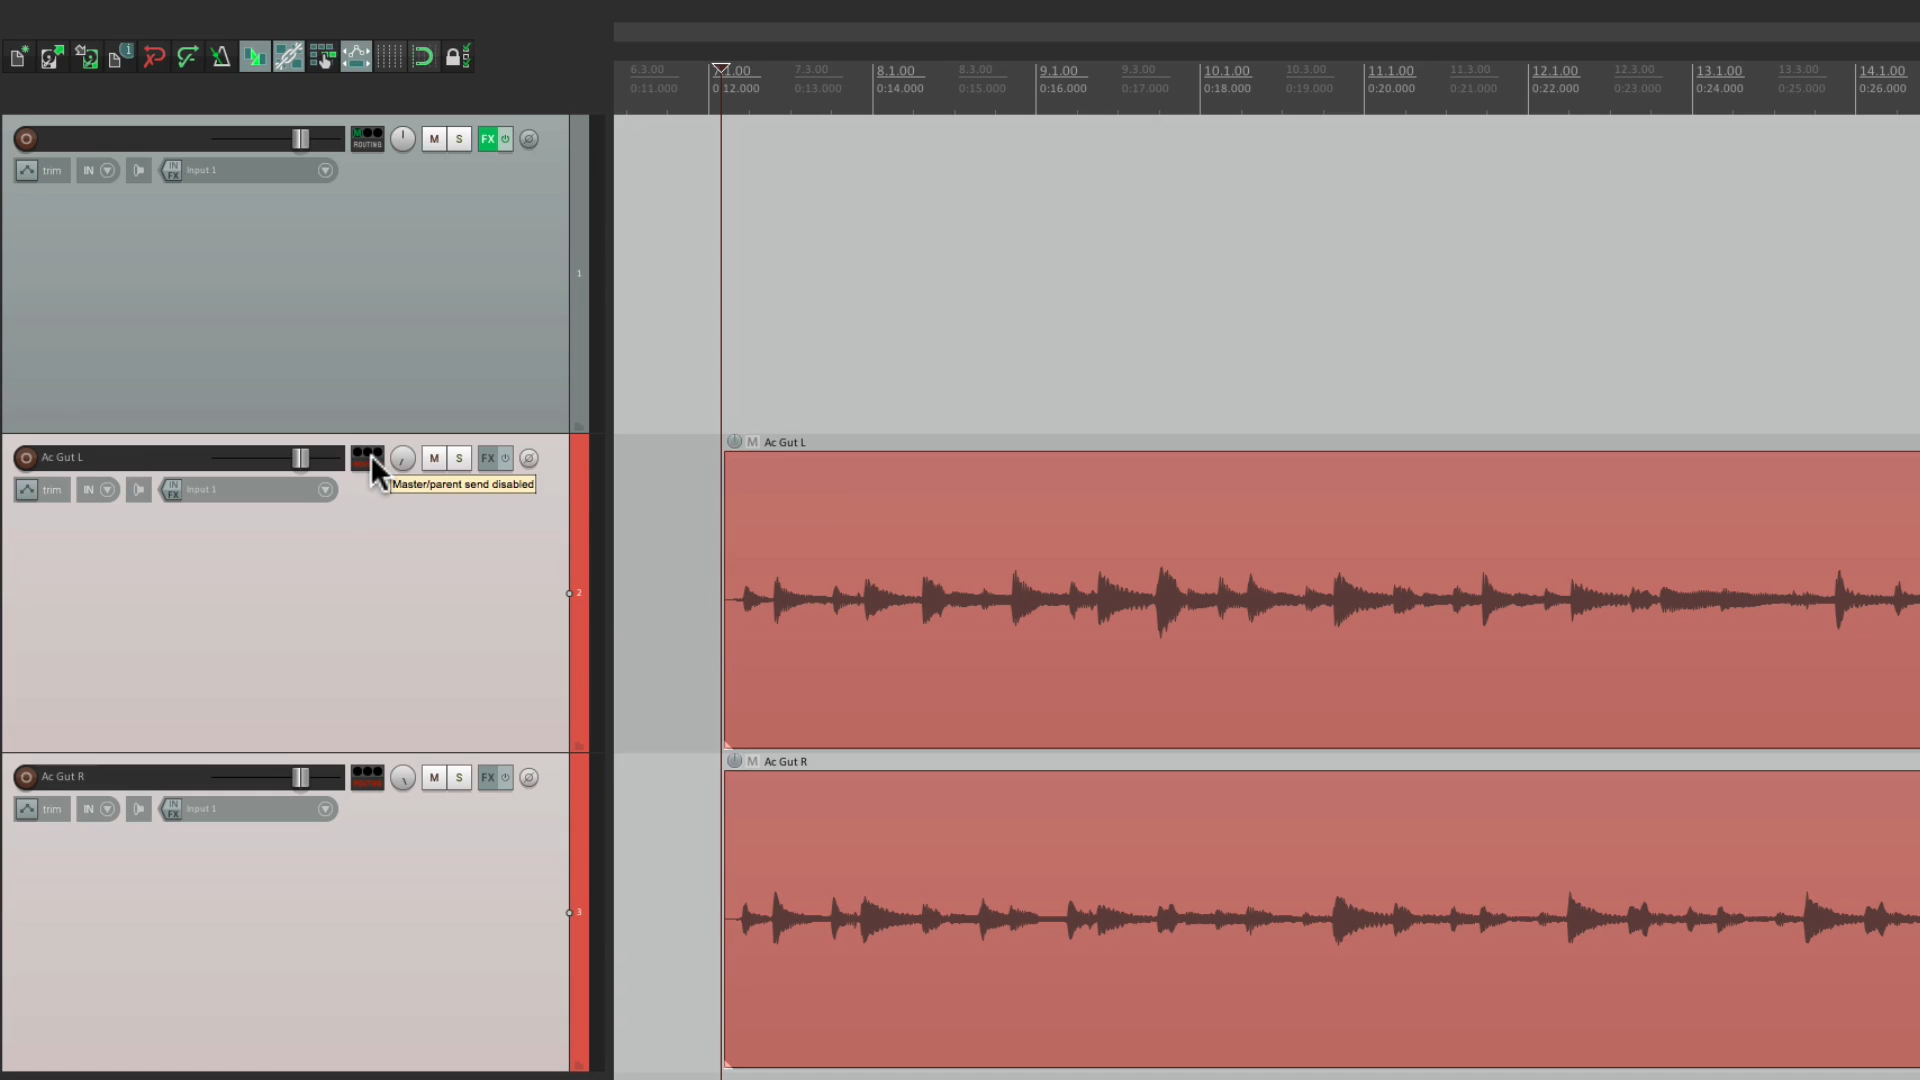 6.3.00 7.1.00 7.3.00 8.1.00 8.3.00 9.1.00 9.3.00 10.1.00 10.3.00 11.1.00 11.3.00 12.1.00 12.3.00 13.1.00 13.3.00 14.1.00
0:11.000 0:12.000 0:13.000 0:14.000 0:15.000 0:16.000 0:17.000 0:18.000 0:19.000 0:20.000 0:21.000 0:22.000 0:23.000 0:24.000 0:25.000 0:26.000
M ROUTING M S FX
trim IN IN FX Input 1
1
Ac Gut L M S FX
M Ac Gut L
Master/parent send disabled
trim IN IN FX Input 1
2
Ac Gut R ROUTING M S FX
M Ac Gut R
trim IN IN FX Input 1
3